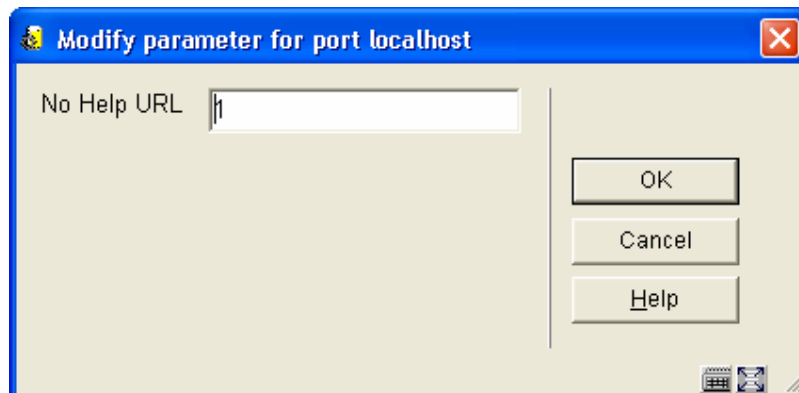 Modify parameter for port localhost
No Help URL 1
OK
Cancel
Help